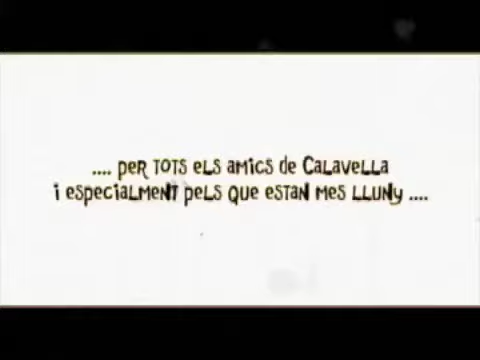 .... per tots els amics de Calavella
i especialment pels que estan mes lluny ....